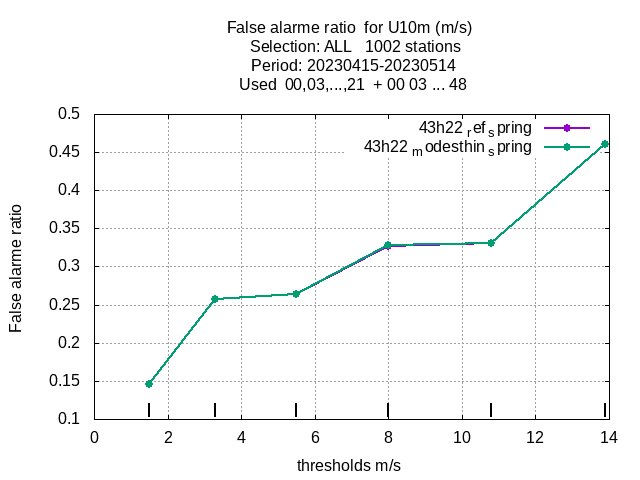 False alarme ratio  for U10m (m/s)
Selection: ALL   1002 stations
Period: 20230415-20230514
Used  00,03,...,21  + 00 03 ... 48
43h22 ref spring
43h22 modesthin spring
0.5
0.45
0.4
0.35
0.3
0.25
0.2
0.15
0.1
False alarme ratio
0 2 4 6 8 10 12 14
thresholds m/s